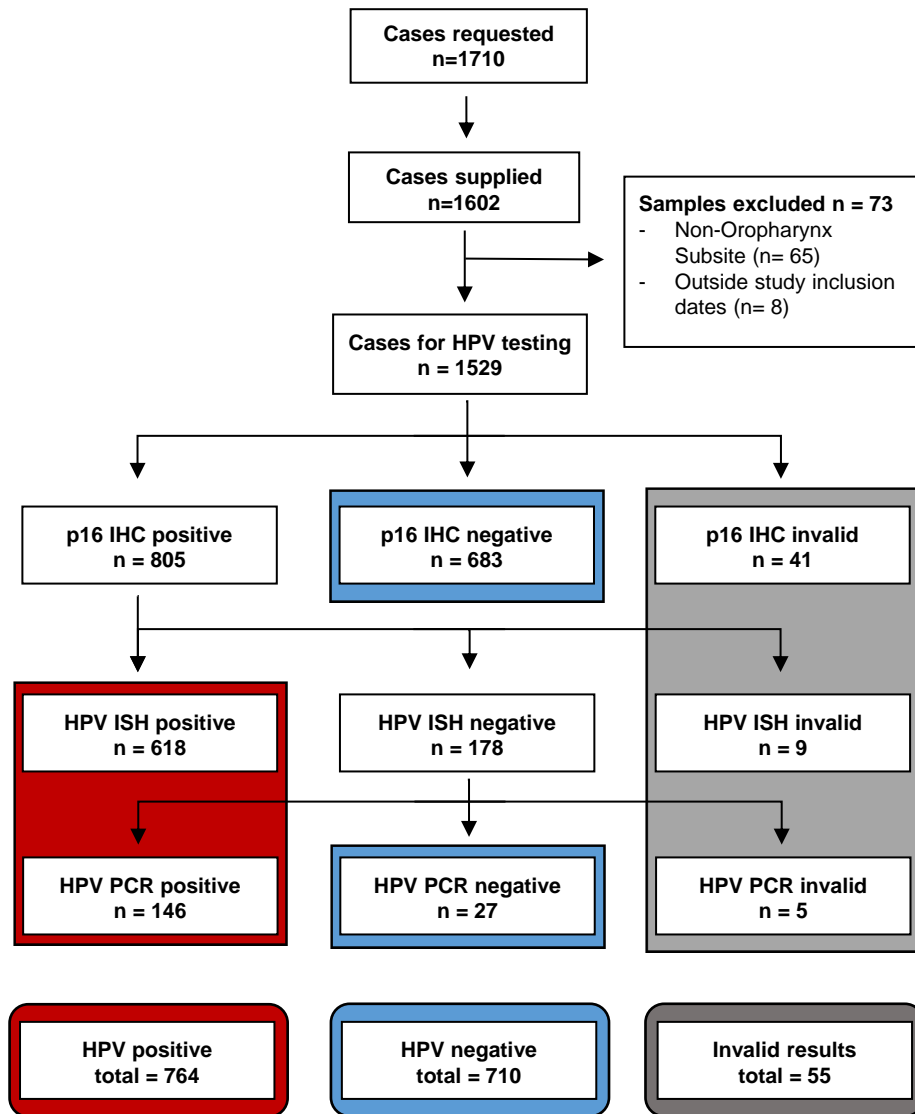 Cases requested
n=1710
Cases supplied
n=1602
Samples excluded n = 73
- Non-Oropharynx
Subsite (n= 65)
- Outside study inclusion
dates (n= 8)
Cases for HPV testing
n = 1529
p16 IHC positive
n = 805
p16 IHC negative
n = 683
p16 IHC invalid
n = 41
HPV ISH positive
n = 618
HPV ISH negative
n = 178
HPV ISH invalid
n = 9
HPV PCR positive
n = 146
HPV PCR negative
n = 27
HPV PCR invalid
n = 5
HPV positive
total = 764
HPV negative
total = 710
Invalid results
total = 55